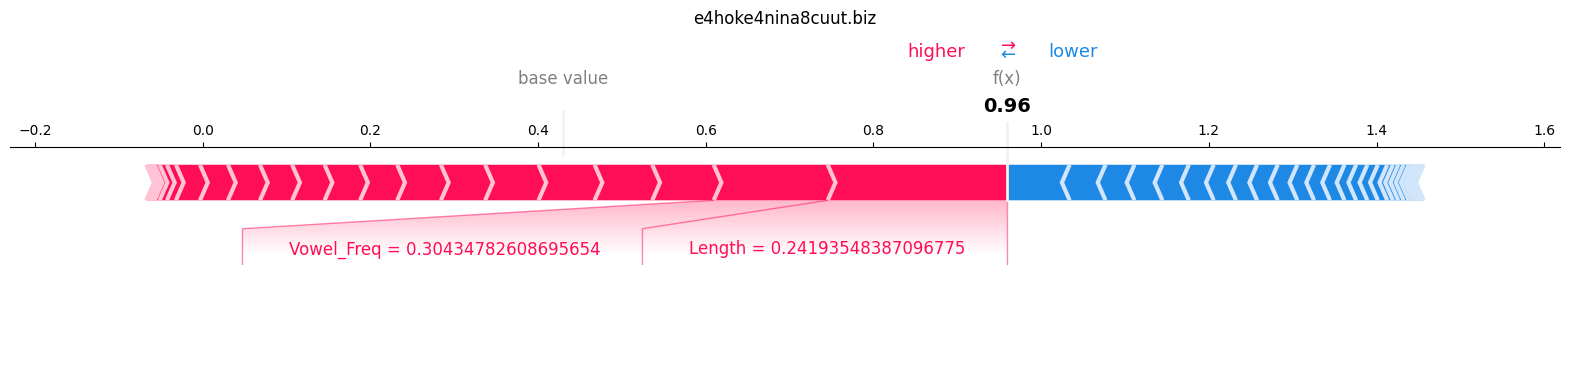 e4hoke4nina8cuut.biz
higher ⇄ lower
base value f(x)
0.96
−0.2 0.0 0.2 0.4 0.6 0.8 1.0 1.2 1.4 1.6
Vowel_Freq = 0.30434782608695654 Length = 0.24193548387096775